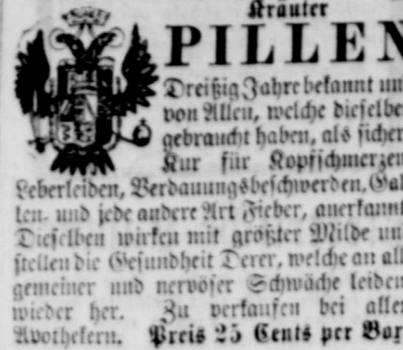 Kräuter
PILLEN
Dreißig Jahre bekannt un
von Allen, welche dieselbe
gebraucht haben, als sicher
Kur für Kopfschmerzen
Leberleiden, Verdauungsbeschwerden, Gal
len- und jede andere Art Fieber, anerkannt
Dieselben wirken mit größter Milde un
stellen die Gesundheit Derer, welche an all
gemeiner und nervöser Schwäche leiden
wieder her. Zu verkaufen bei aller
Apothekern. Preis 25 Cents per Box